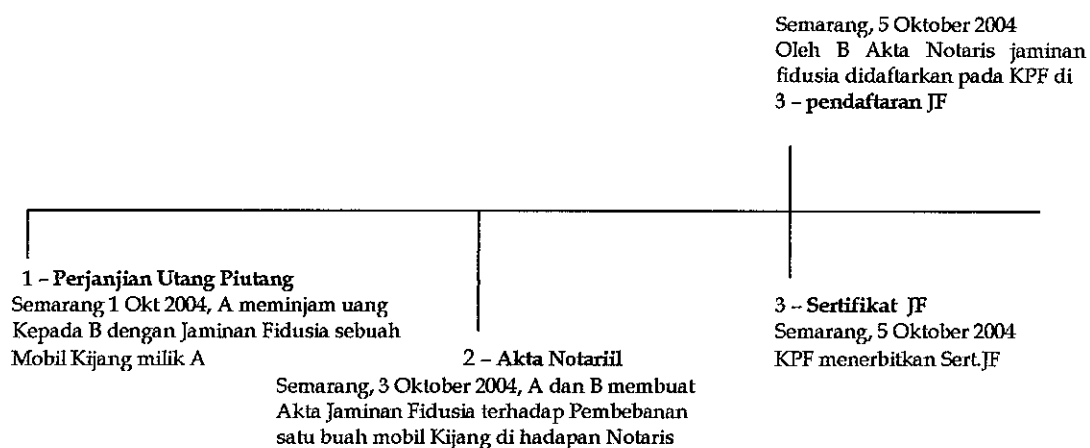 Semarang, 5 Oktober 2004
Oleh B Akta Notaris jaminan
fidusia didaftarkan pada KPF di
3 – pendaftaran JF
1 – Perjanjian Utang Piutang
Semarang 1 Okt 2004, A meminjam uang
Kepada B dengan Jaminan Fidusia sebuah
Mobil Kijang milik A
2 – Akta Notariil
Semarang, 3 Oktober 2004, A dan B membuat
Akta Jaminan Fidusia terhadap Pembebanan
satu buah mobil Kijang di hadapan Notaris
3 – Sertifikat JF
Semarang, 5 Oktober 2004
KPF menerbitkan Sert.JF